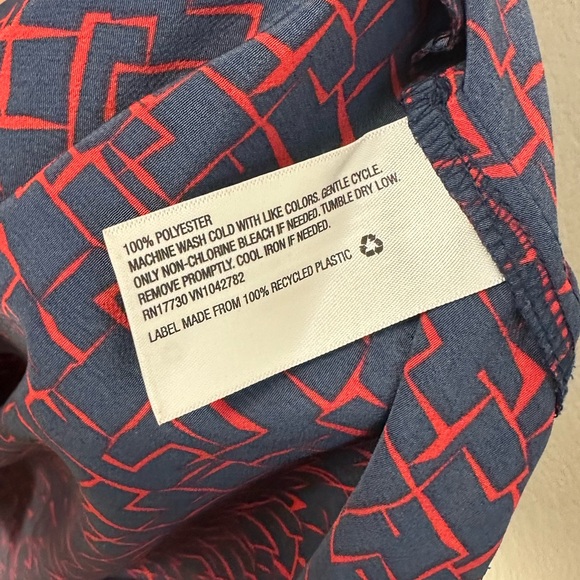 100% POLYESTER
MACHINE WASH COLD WITH LIKE COLORS. GENTLE CYCLE.
ONLY NON-CHLORINE BLEACH IF NEEDED. TUMBLE DRY LOW.
REMOVE PROMPTLY. COOL IRON IF NEEDED.
RN17730 VN1042782
LABEL MADE FROM 100% RECYCLED PLASTIC